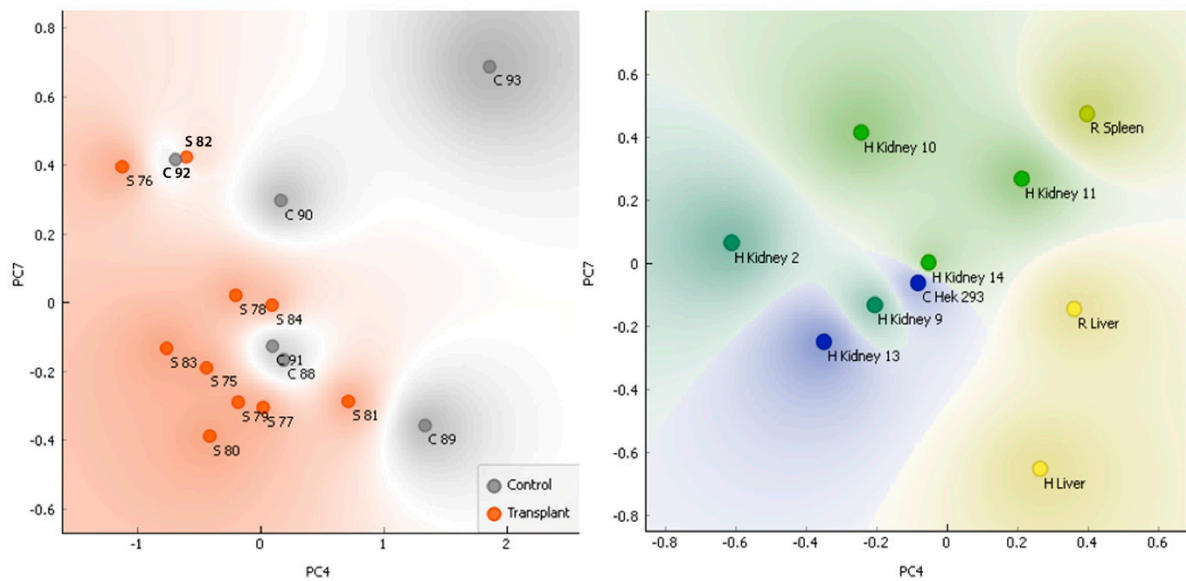 0.8
0.6
0.4
0.2
0
-0.2
-0.4
-0.6
PC7
-1
0
1
2
PC4
C 93
S 82
C 92
S 76
C 90
S 78
S 84
C 91
C 88
S 83
S 75
S 79
S 77
S 81
S 80
C 89
Control
Transplant
0.6
0.4
0.2
0
-0.2
-0.4
-0.6
-0.8
PC7
-0.8
-0.6
-0.4
-0.2
0
0.2
0.4
0.6
PC4
R Spleen
H Kidney 10
H Kidney 11
H Kidney 2
H Kidney 14
C Hek 293
H Kidney 9
R Liver
H Kidney 13
H Liver